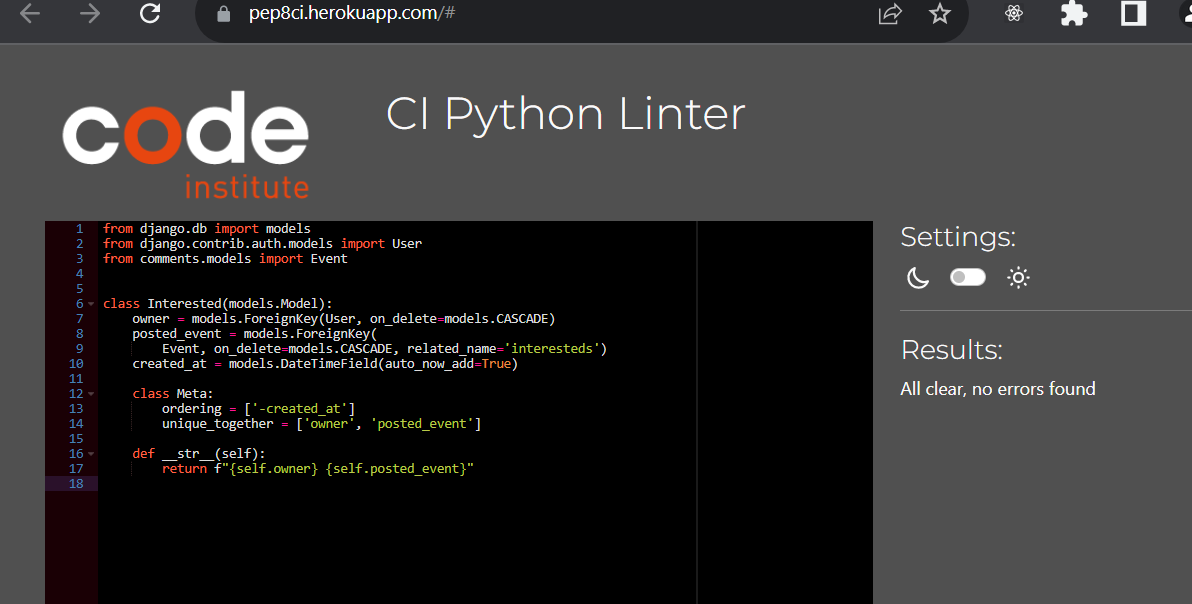 pep8ci.herokuapp.com/#
code
institute
CI Python Linter
1 from django.db import models
2 from django.contrib.auth.models import User
3 from comments.models import Event
4
5
6 class Interested(models.Model):
7     owner = models.ForeignKey(User, on_delete=models.CASCADE)
8     posted_event = models.ForeignKey(
9         Event, on_delete=models.CASCADE, related_name='interesteds')
10     created_at = models.DateTimeField(auto_now_add=True)
11
12     class Meta:
13         ordering = ['-created_at']
14         unique_together = ['owner', 'posted_event']
15
16     def __str__(self):
17         return f"{self.owner} {self.posted_event}"
18
Settings:
Results:
All clear, no errors found